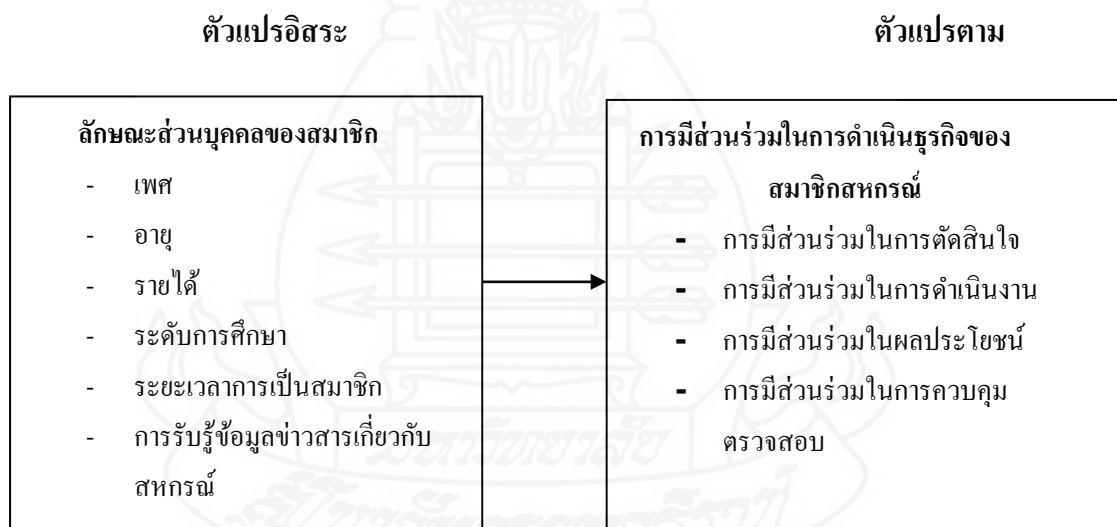 ตัวแปรอิสระ
ตัวแปรตาม
ลักษณะส่วนบุคคลของสมาชิก
- เพศ
- อายุ
- รายได้
- ระดับการศึกษา
- ระยะเวลาการเป็นสมาชิก
- การรับรู้ข้อมูลข่าวสารเกี่ยวกับ
สหกรณ์
การมีส่วนร่วมในการดำเนินธุรกิจของ
สมาชิกสหกรณ์
- การมีส่วนร่วมในการตัดสินใจ
- การมีส่วนร่วมในการดำเนินงาน
- การมีส่วนร่วมในผลประโยชน์
- การมีส่วนร่วมในการควบคุม
ตรวจสอบ